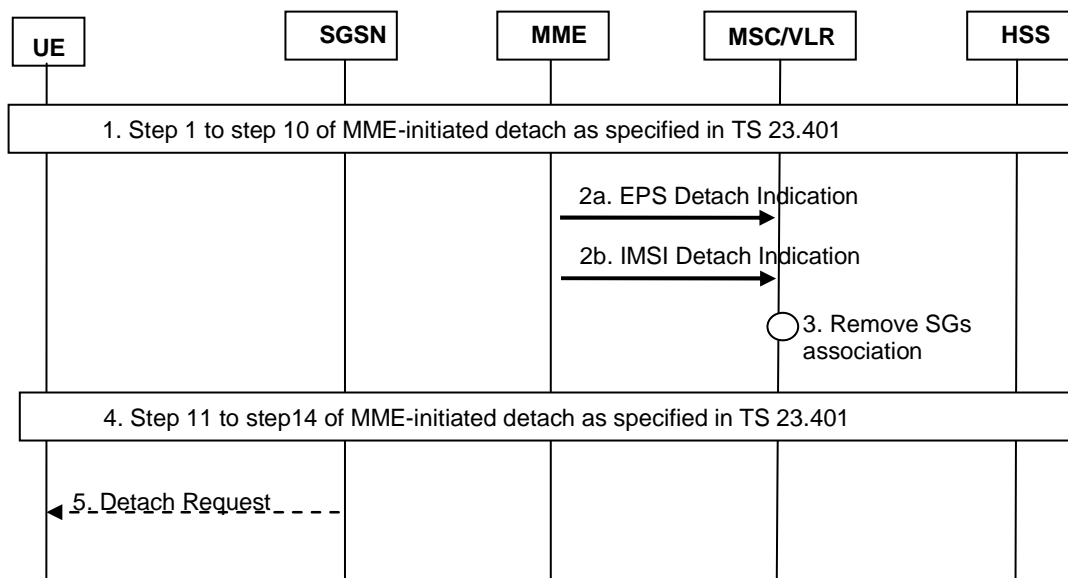 UE
SGSN
MME
MSC/VLR
HSS
1. Step 1 to step 10 of MME-initiated detach as specified in TS 23.401
2a. EPS Detach Indication
2b. IMSI Detach Indication
3. Remove SGs
association
4. Step 11 to step14 of MME-initiated detach as specified in TS 23.401
5. Detach Request